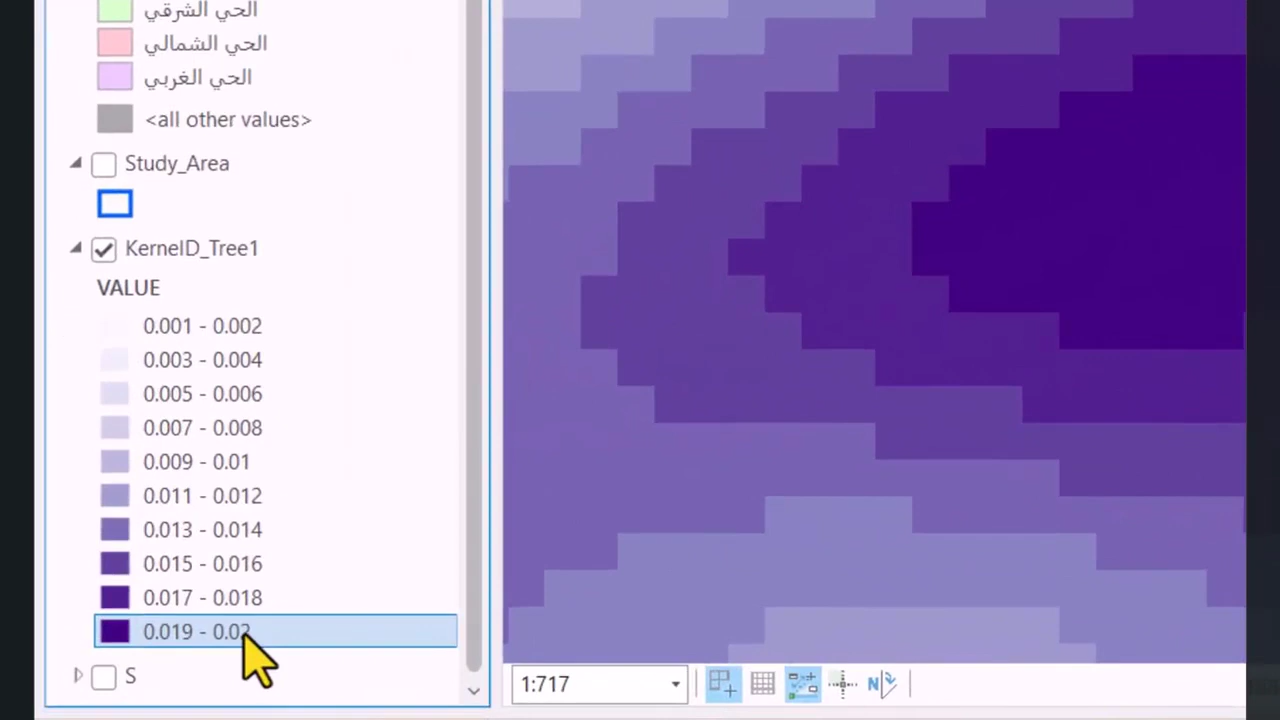 الحي الشرقي
الحي الشمالي
الحي الغربي
<all other values>
Study_Area
KernelD_Tree1
VALUE
0.001 - 0.002
0.003 - 0.004
0.005 - 0.006
0.007 - 0.008
0.009 - 0.01
0.011 - 0.012
0.013 - 0.014
0.015 - 0.016
0.017 - 0.018
0.019 - 0.02
S
1:717
N